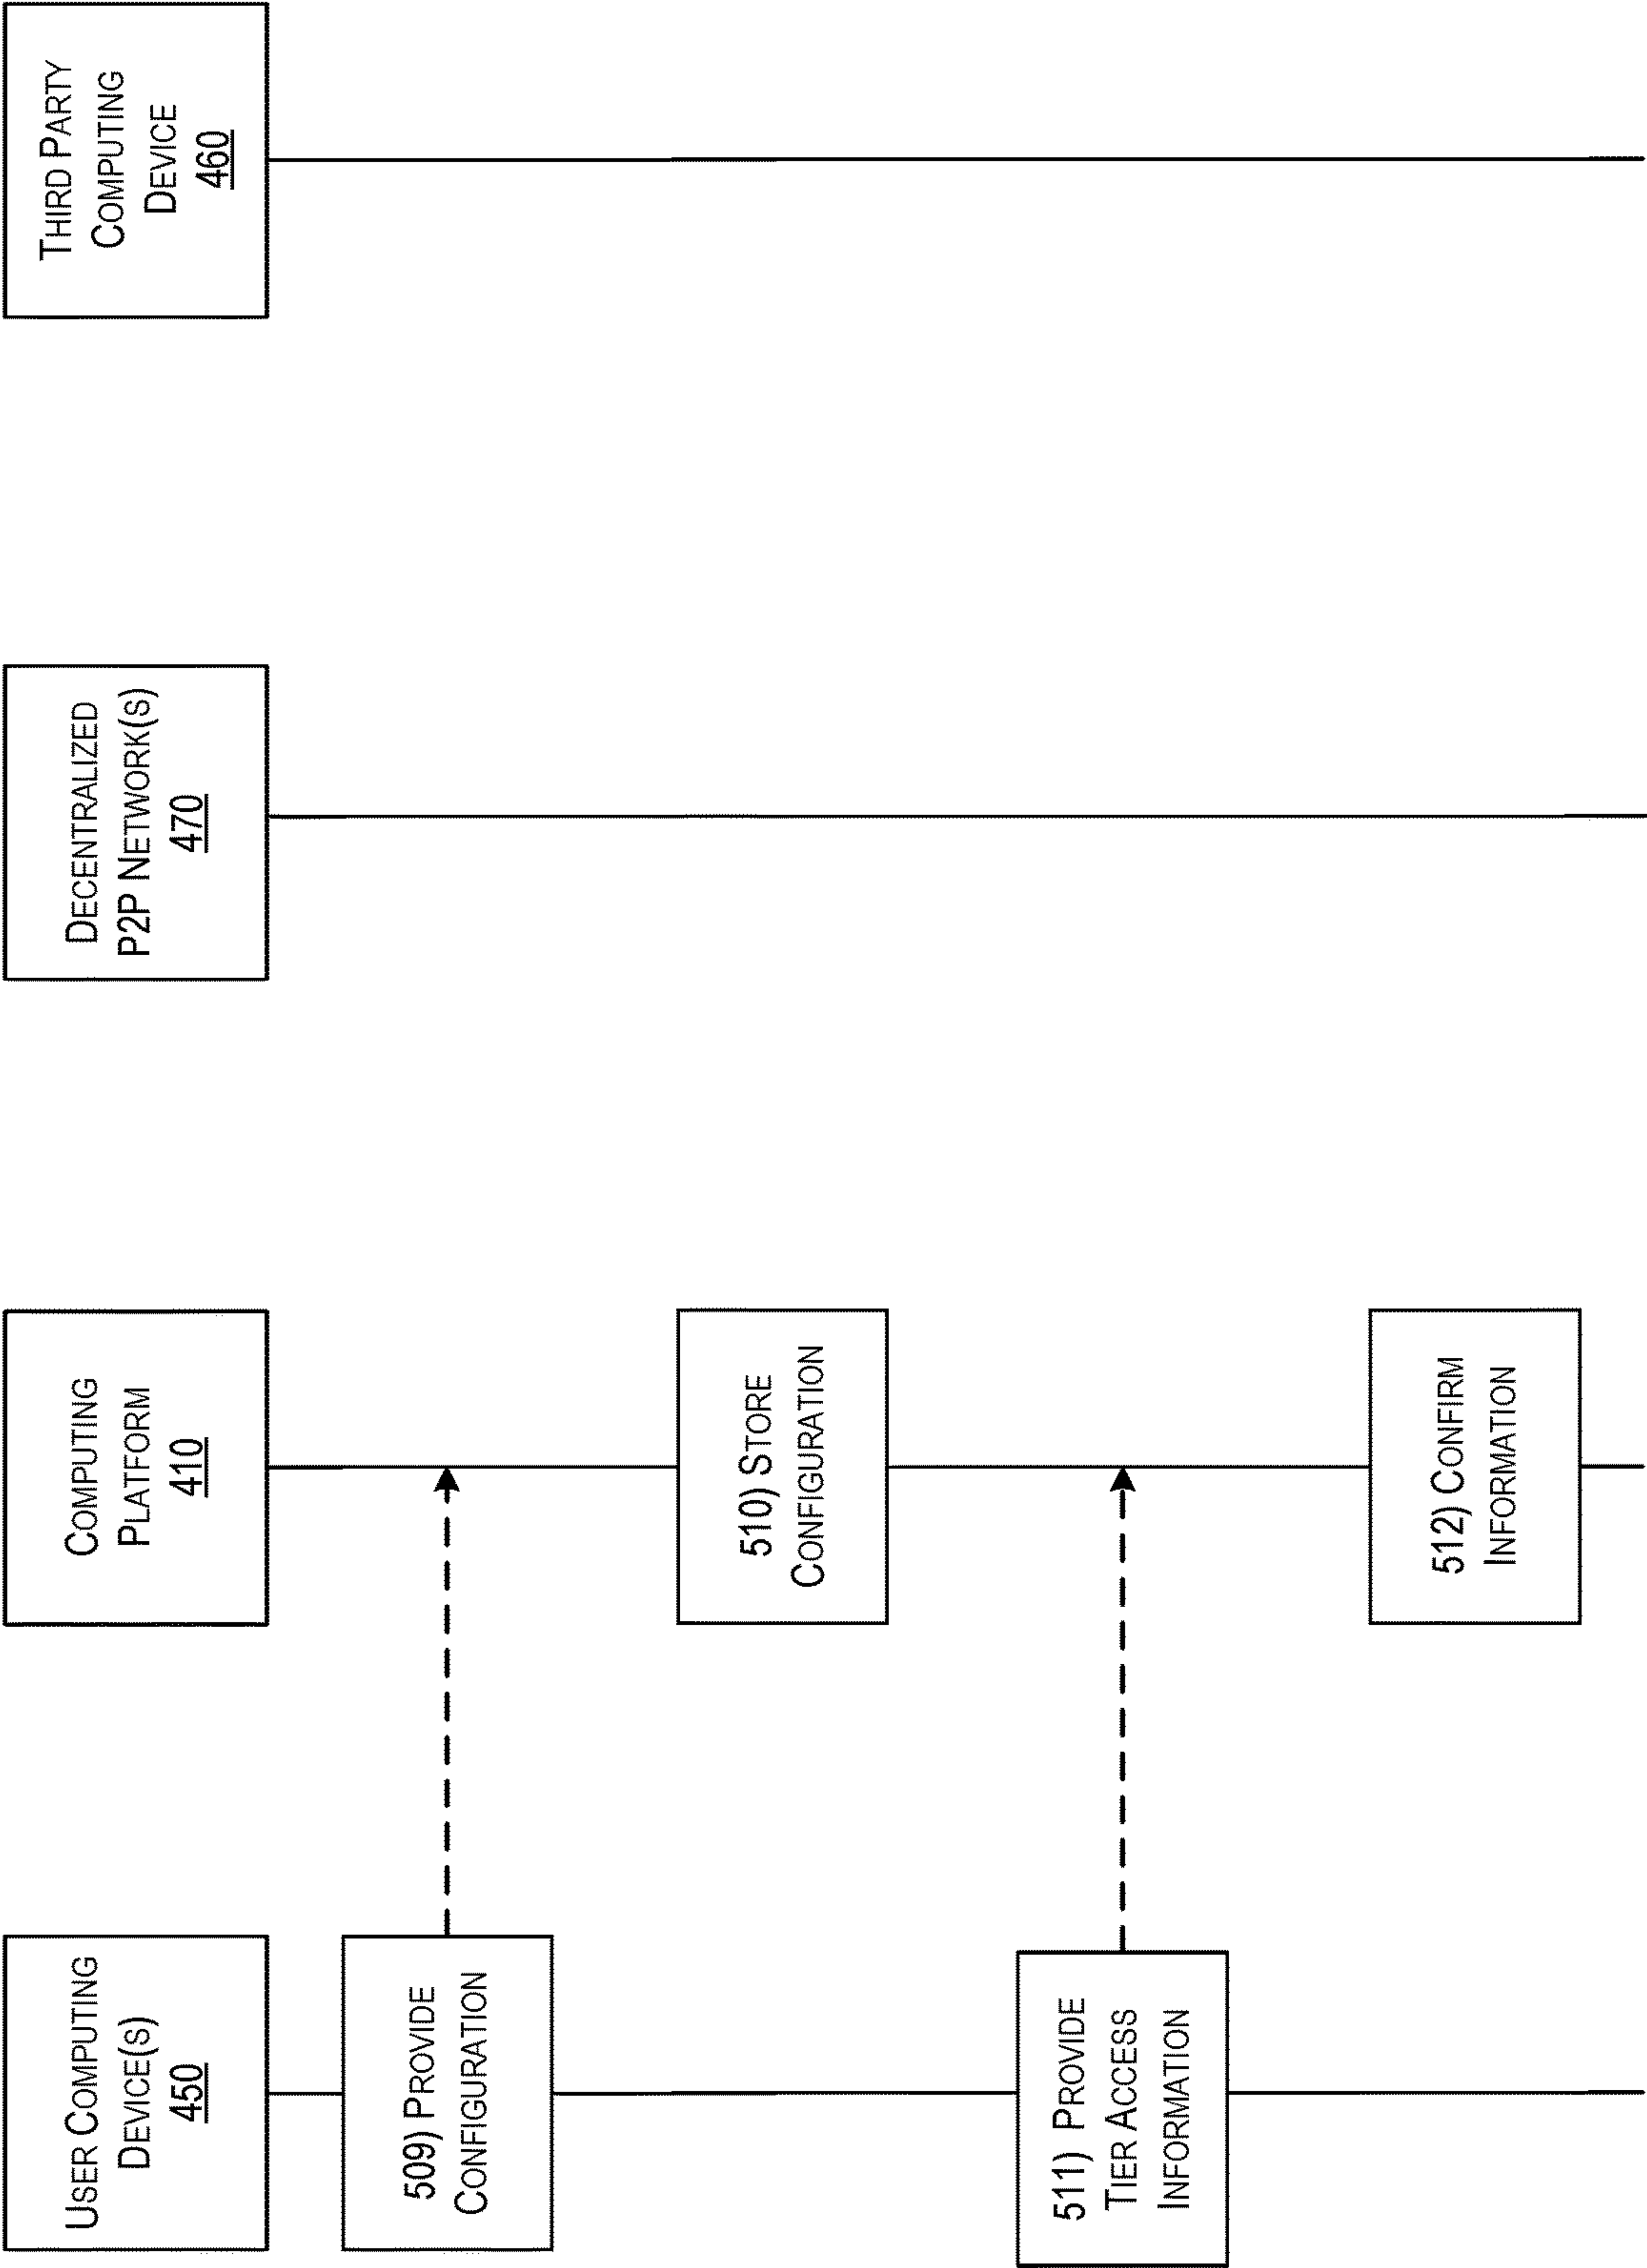 USER COMPUTING
DEVICE(S)
450
COMPUTING
PLATFORM
410
DECENTRALIZED
P2P NETWORK(S)
470
THIRD PARTY
COMPUTING
DEVICE
460
509) PROVIDE
CONFIGURATION
510) STORE
CONFIGURATION
511) PROVIDE
TIER ACCESS
INFORMATION
512) CONFIRM
INFORMATION